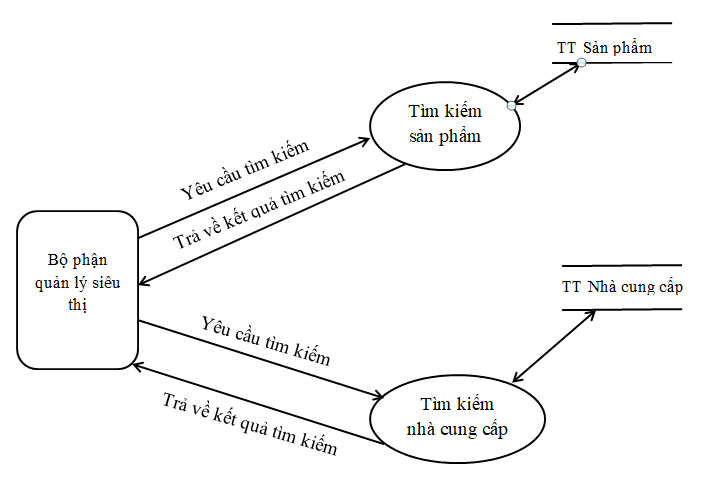 TT Sản phẩm
Tìm kiếm
sản phẩm
Yêu cầu tìm kiếm
Trả về kết quả tìm kiếm
Bộ phận
quản lý siêu
thị
TT Nhà cung cấp
Yêu cầu tìm kiếm
Trả về kết quả tìm kiếm
Tìm kiếm
nhà cung cấp